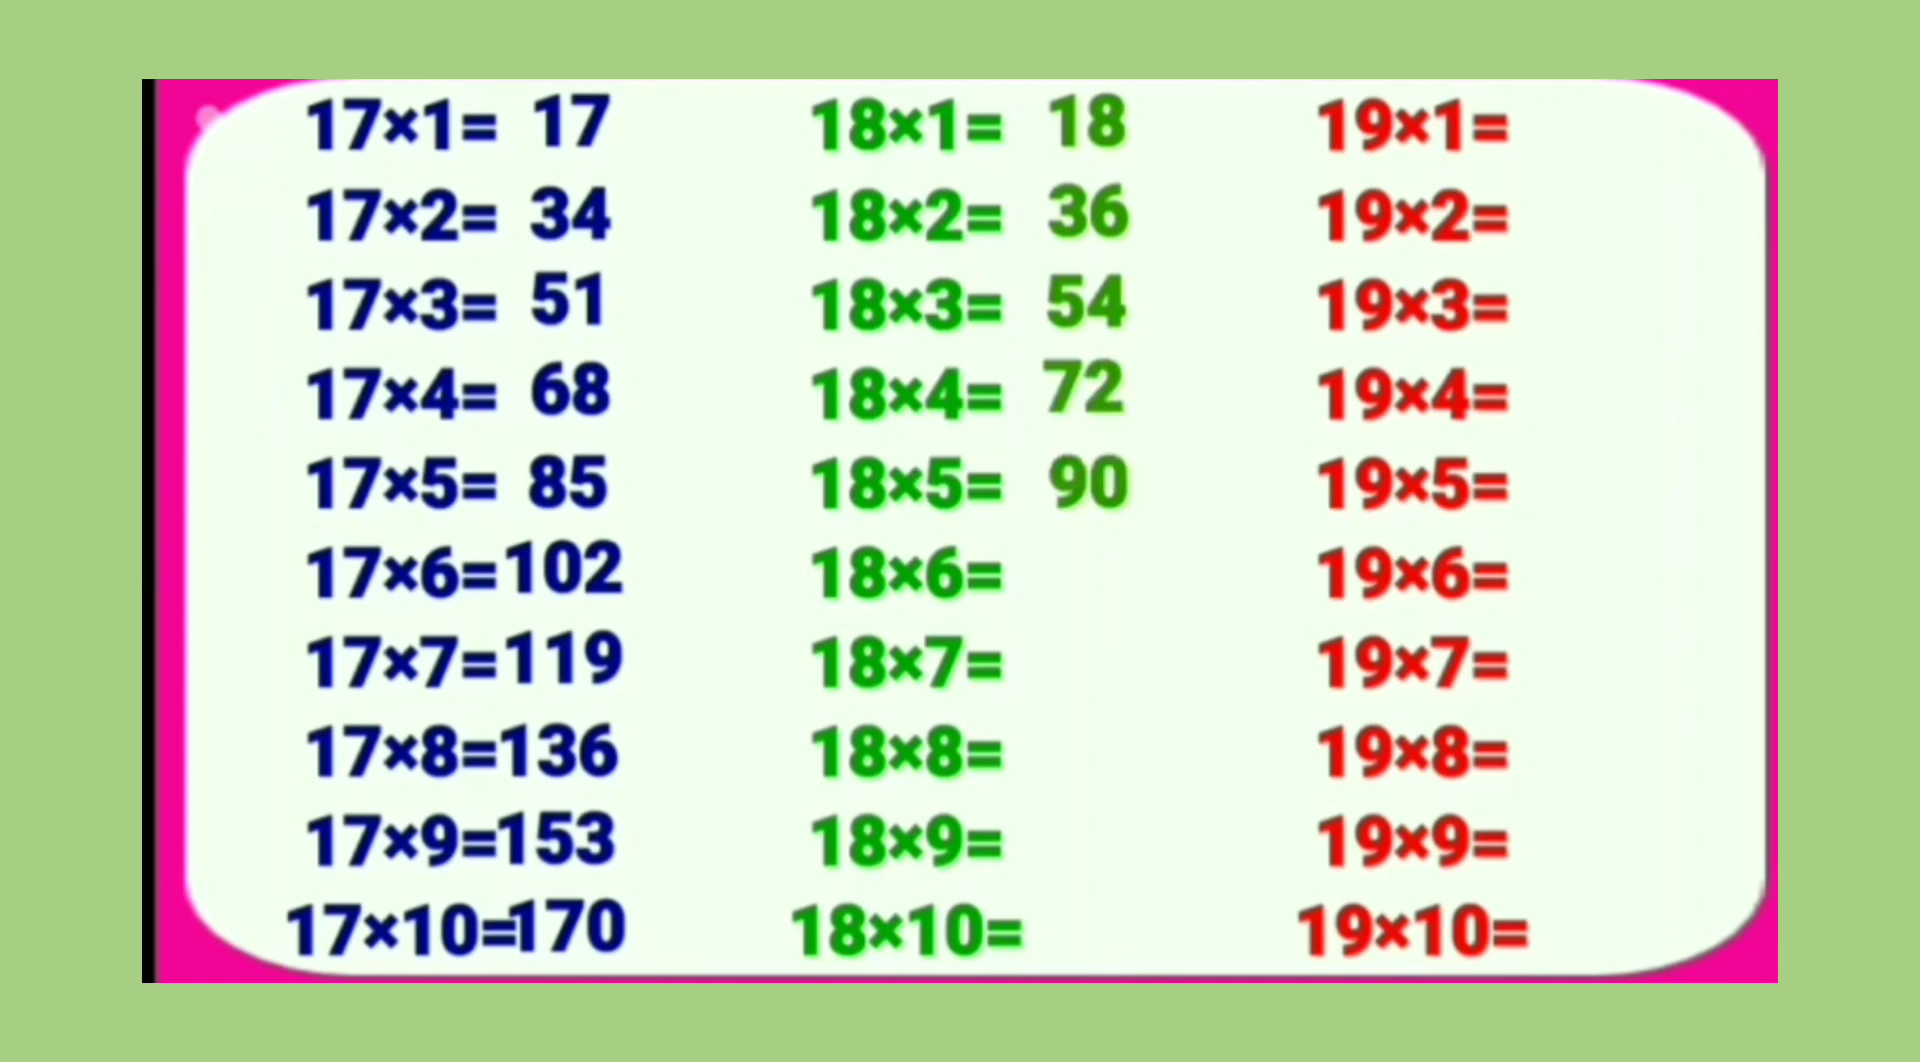 17×1= 17 18×1= 18 19×1=
17×2= 34 18×2= 36 19×2=
17×3= 51 18×3= 54 19×3=
17×4= 68 18×4= 72 19×4=
17×5= 85 18×5= 90 19×5=
17×6=102 18×6= 19×6=
17×7=119 18×7= 19×7=
17×8=136 18×8= 19×8=
17×9=153 18×9= 19×9=
17×10=170 18×10= 19×10=